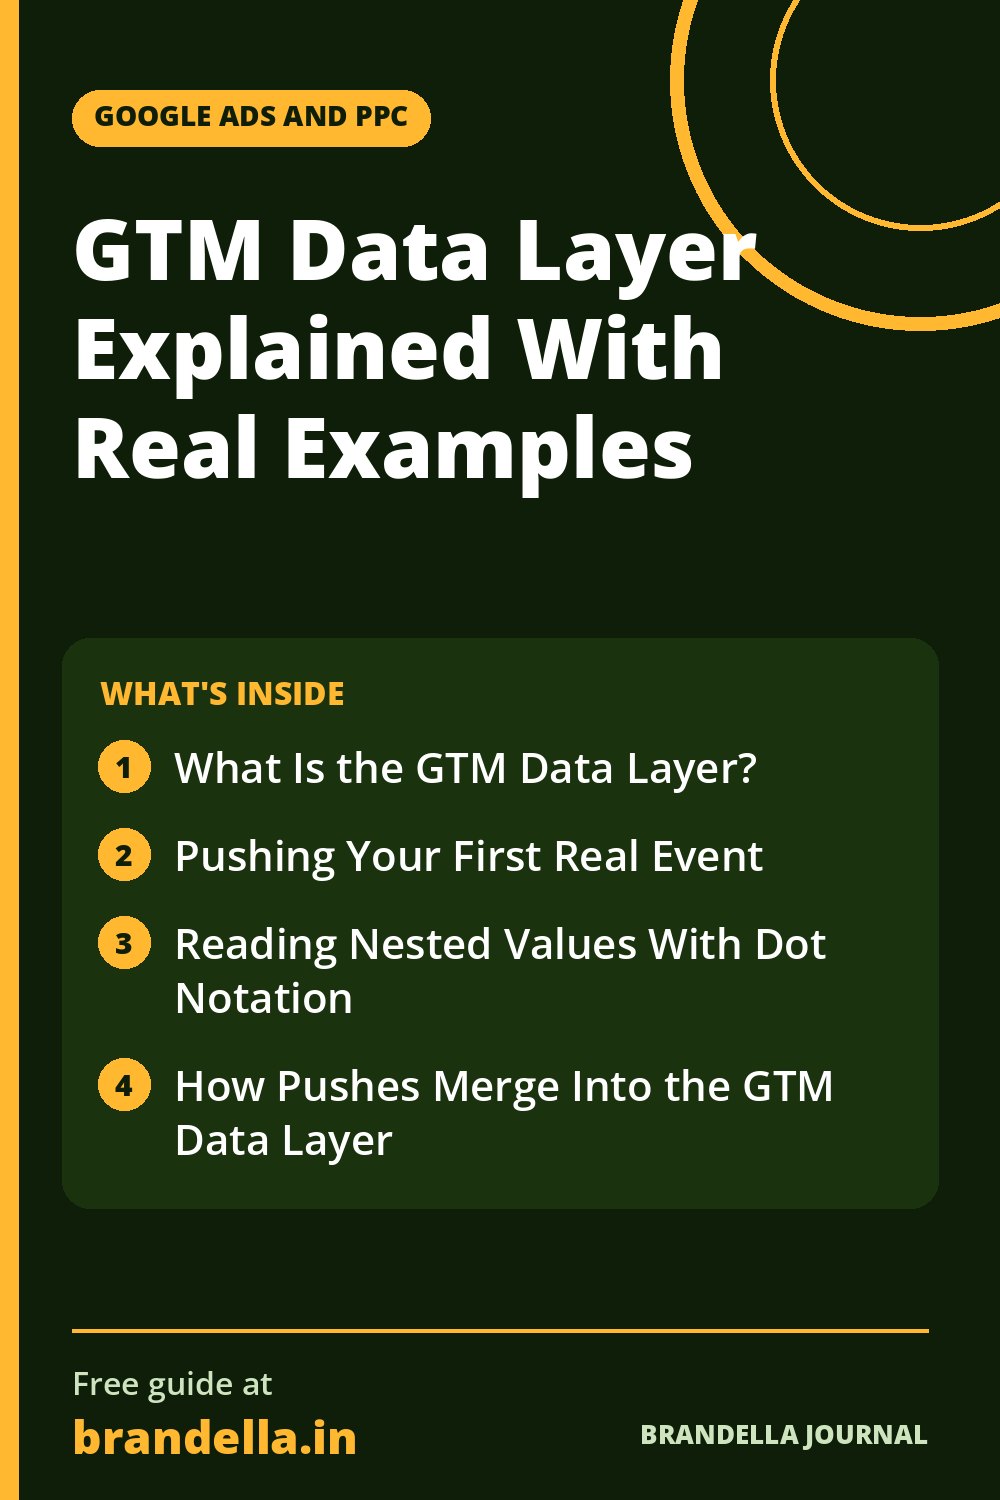 GOOGLE ADS AND PPC
GTM Data Layer
Explained With
Real Examples
WHAT'S INSIDE
1 What Is the GTM Data Layer?
2 Pushing Your First Real Event
3 Reading Nested Values With Dot
Notation
4 How Pushes Merge Into the GTM
Data Layer
Free guide at
brandella.in
BRANDELLA JOURNAL